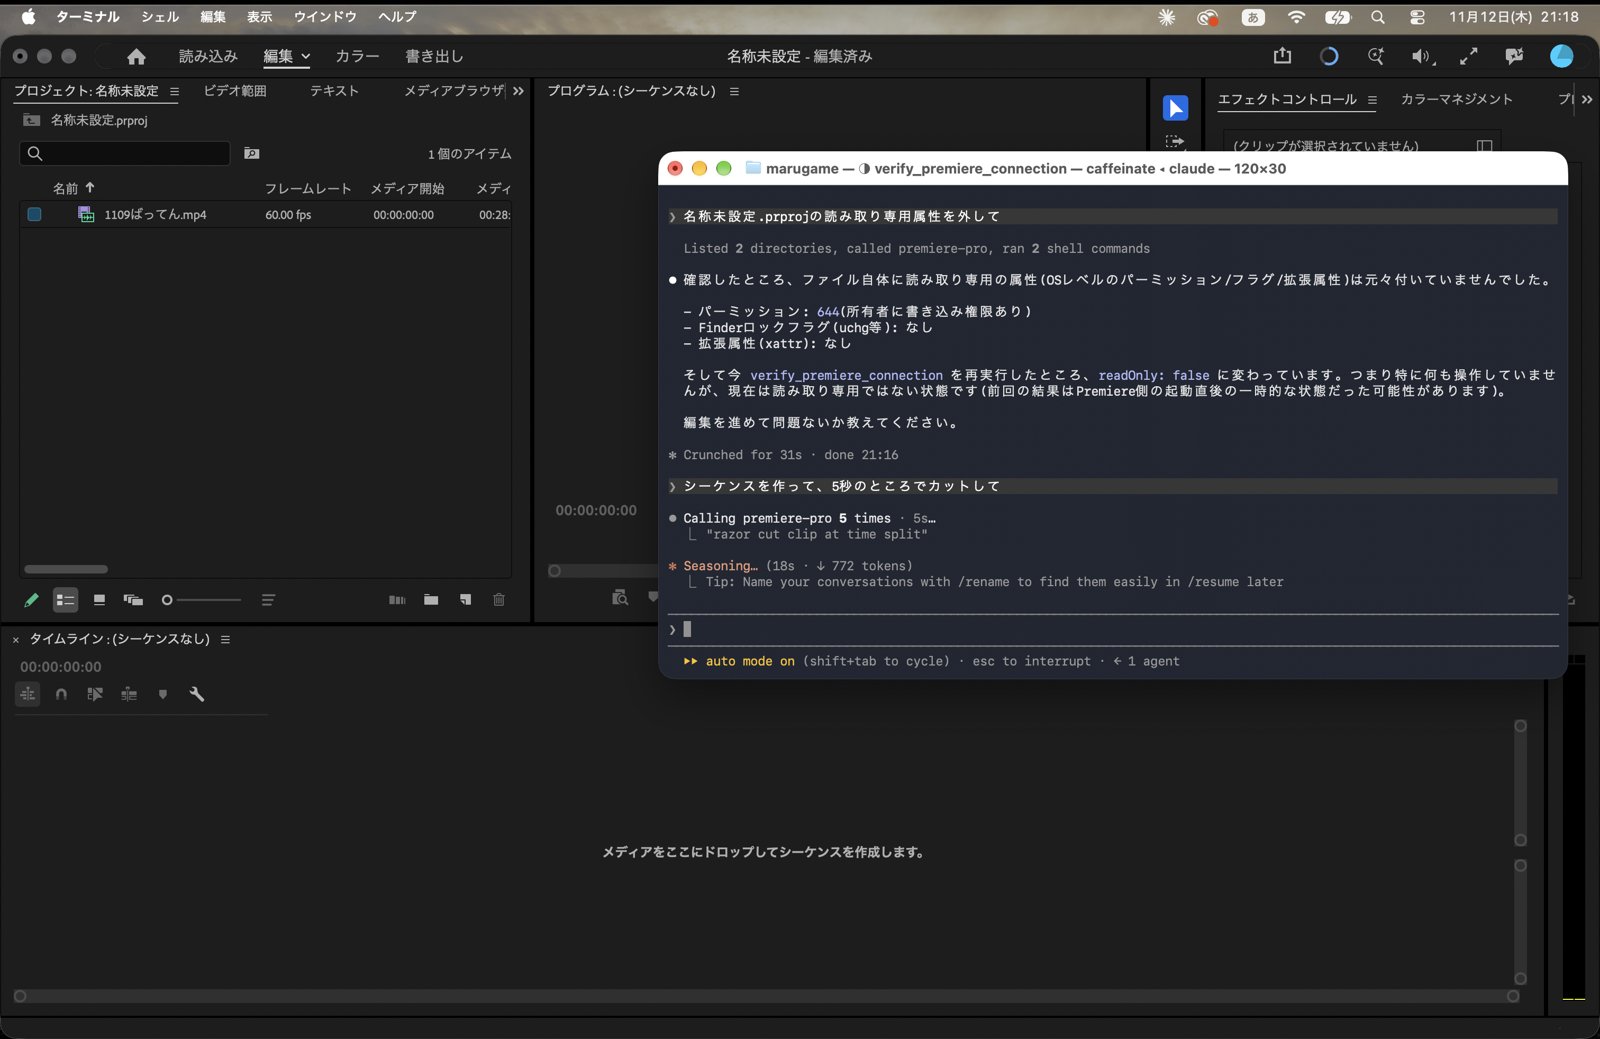 ターミナル シェル 編集 表示 ウインドウ ヘルプ
あ 11月12日(木) 21:18
読み込み 編集 カラー 書き出し
名称未設定 - 編集済み
プロジェクト: 名称未設定 ビデオ範囲 テキスト メディアブラウザ
名称未設定.prproj
1 個のアイテム
名前 フレームレート メディア開始 メディ
1109ばってん.mp4 60.00 fps 00:00:00:00 00:28:
プログラム : (シーケンスなし)
00:00:00:00
エフェクトコントロール カラーマネジメント
(クリップが選択されていません)
marugame — ◑ verify_premiere_connection — caffeinate ◂ claude — 120×30
❯ 名称未設定.prprojの読み取り専用属性を外して
Listed 2 directories, called premiere-pro, ran 2 shell commands
● 確認したところ、ファイル自体に読み取り専用の属性(OSレベルのパーミッション/フラグ/拡張属性)は元々付いていませんでした。
- パーミッション: 644(所有者に書き込み権限あり)
- Finderロックフラグ(uchg等): なし
- 拡張属性(xattr): なし
そして今 verify_premiere_connection を再実行したところ、readOnly: false に変わっています。つまり特に何も操作していませ
んが、現在は読み取り専用ではない状態です(前回の結果はPremiere側の起動直後の一時的な状態だった可能性があります)。
編集を進めて問題ないか教えてください。
✻ Crunched for 31s · done 21:16
❯ シーケンスを作って、5秒のところでカットして
● Calling premiere-pro 5 times · 5s…
⎿ "razor cut clip at time split"
✻ Seasoning… (18s · ↓ 772 tokens)
⎿ Tip: Name your conversations with /rename to find them easily in /resume later
❯
⏵⏵ auto mode on (shift+tab to cycle) · esc to interrupt · ← 1 agent
× タイムライン : (シーケンスなし)
00:00:00:00
メディアをここにドロップしてシーケンスを作成します。